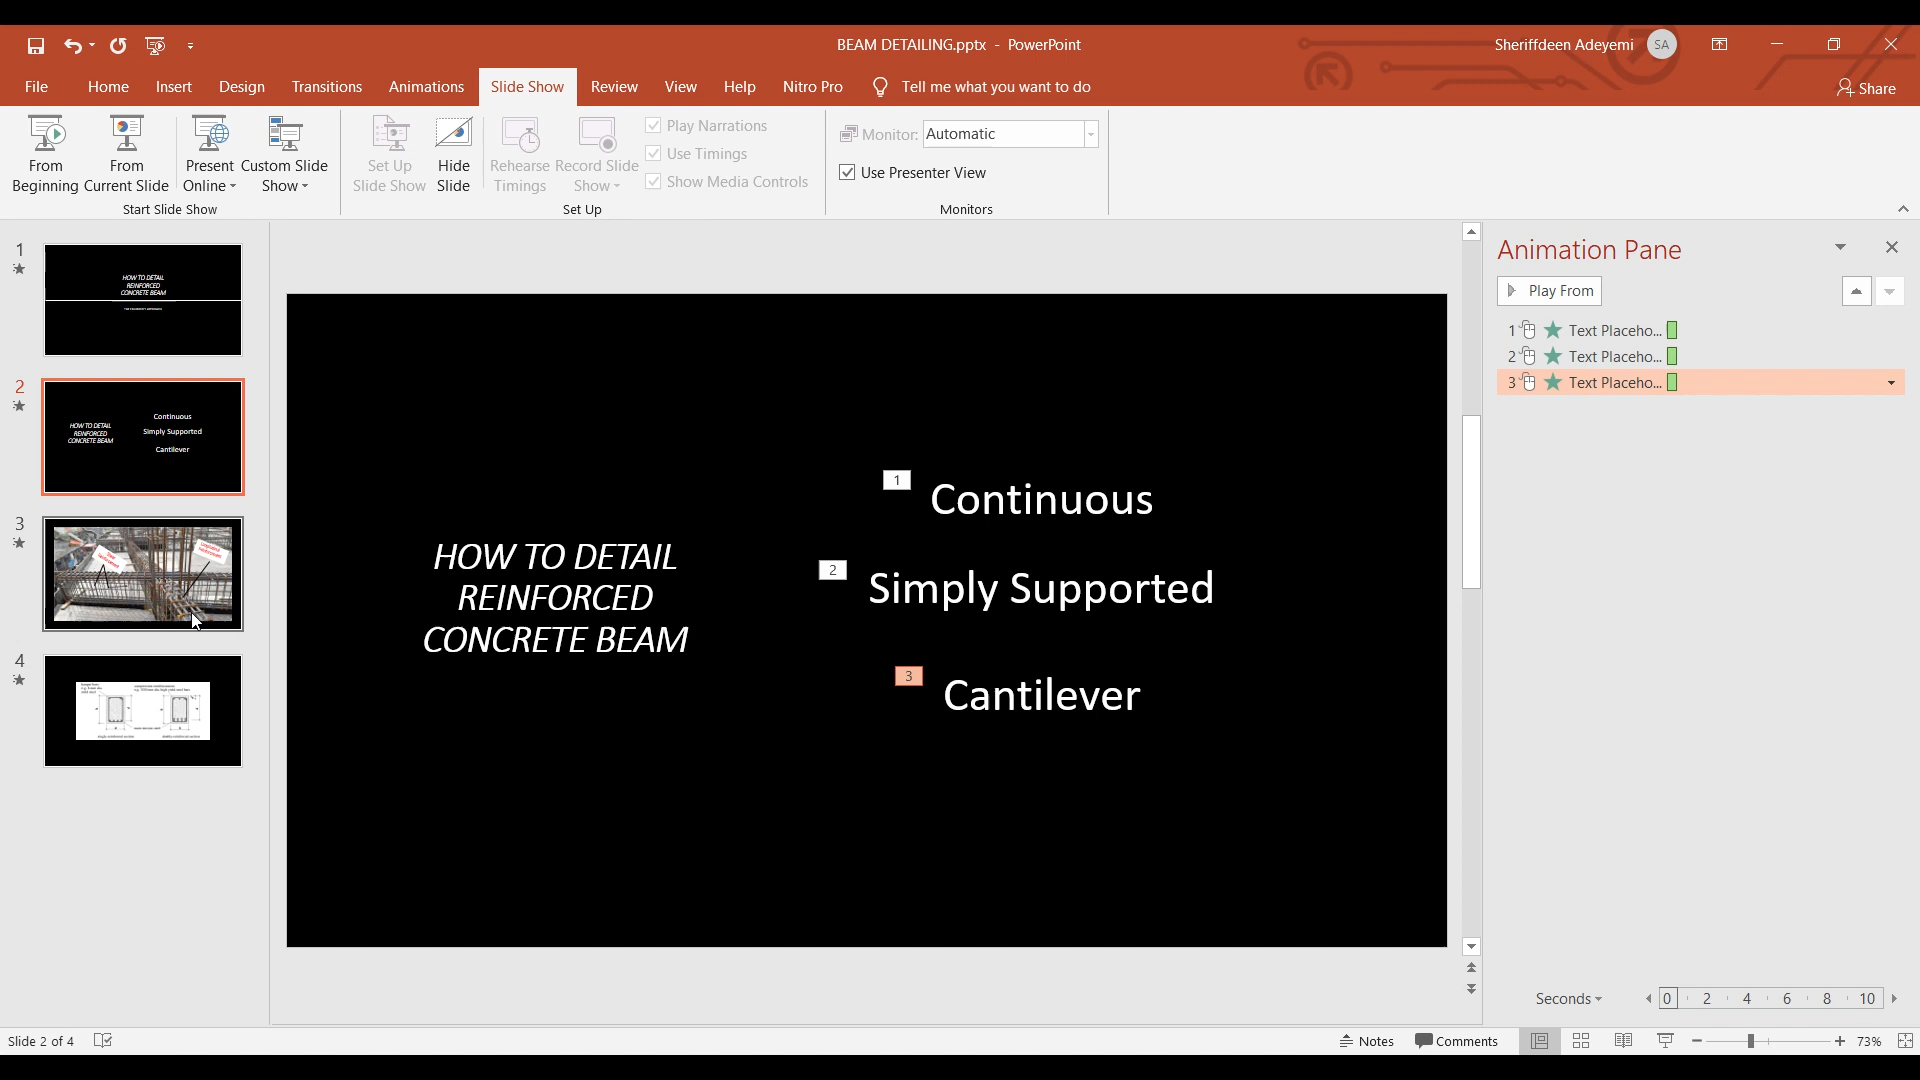 BEAM DETAILING.pptx - PowerPoint
Sheriffdeen Adeyemi
SA
File Home Insert Design Transitions Animations Slide Show Review View Help Nitro Pro Tell me what you want to do
Share
From Beginning
From Current Slide
Present Online
Custom Slide Show
Start Slide Show
Set Up Slide Show
Hide Slide
Rehearse Timings
Record Slide Show
Play Narrations
Use Timings
Show Media Controls
Set Up
Monitor: Automatic
Use Presenter View
Monitors
1
HOW TO DETAIL
REINFORCED
CONCRETE BEAM
2
HOW TO DETAIL
REINFORCED
CONCRETE BEAM
Continuous
Simply Supported
Cantilever
3
4
HOW TO DETAIL
REINFORCED
CONCRETE BEAM
1
Continuous
2
Simply Supported
3
Cantilever
Animation Pane
Play From
1 Text Placeho...
2 Text Placeho...
3 Text Placeho...
Seconds
0 2 4 6 8 10
Slide 2 of 4
Notes
Comments
73%